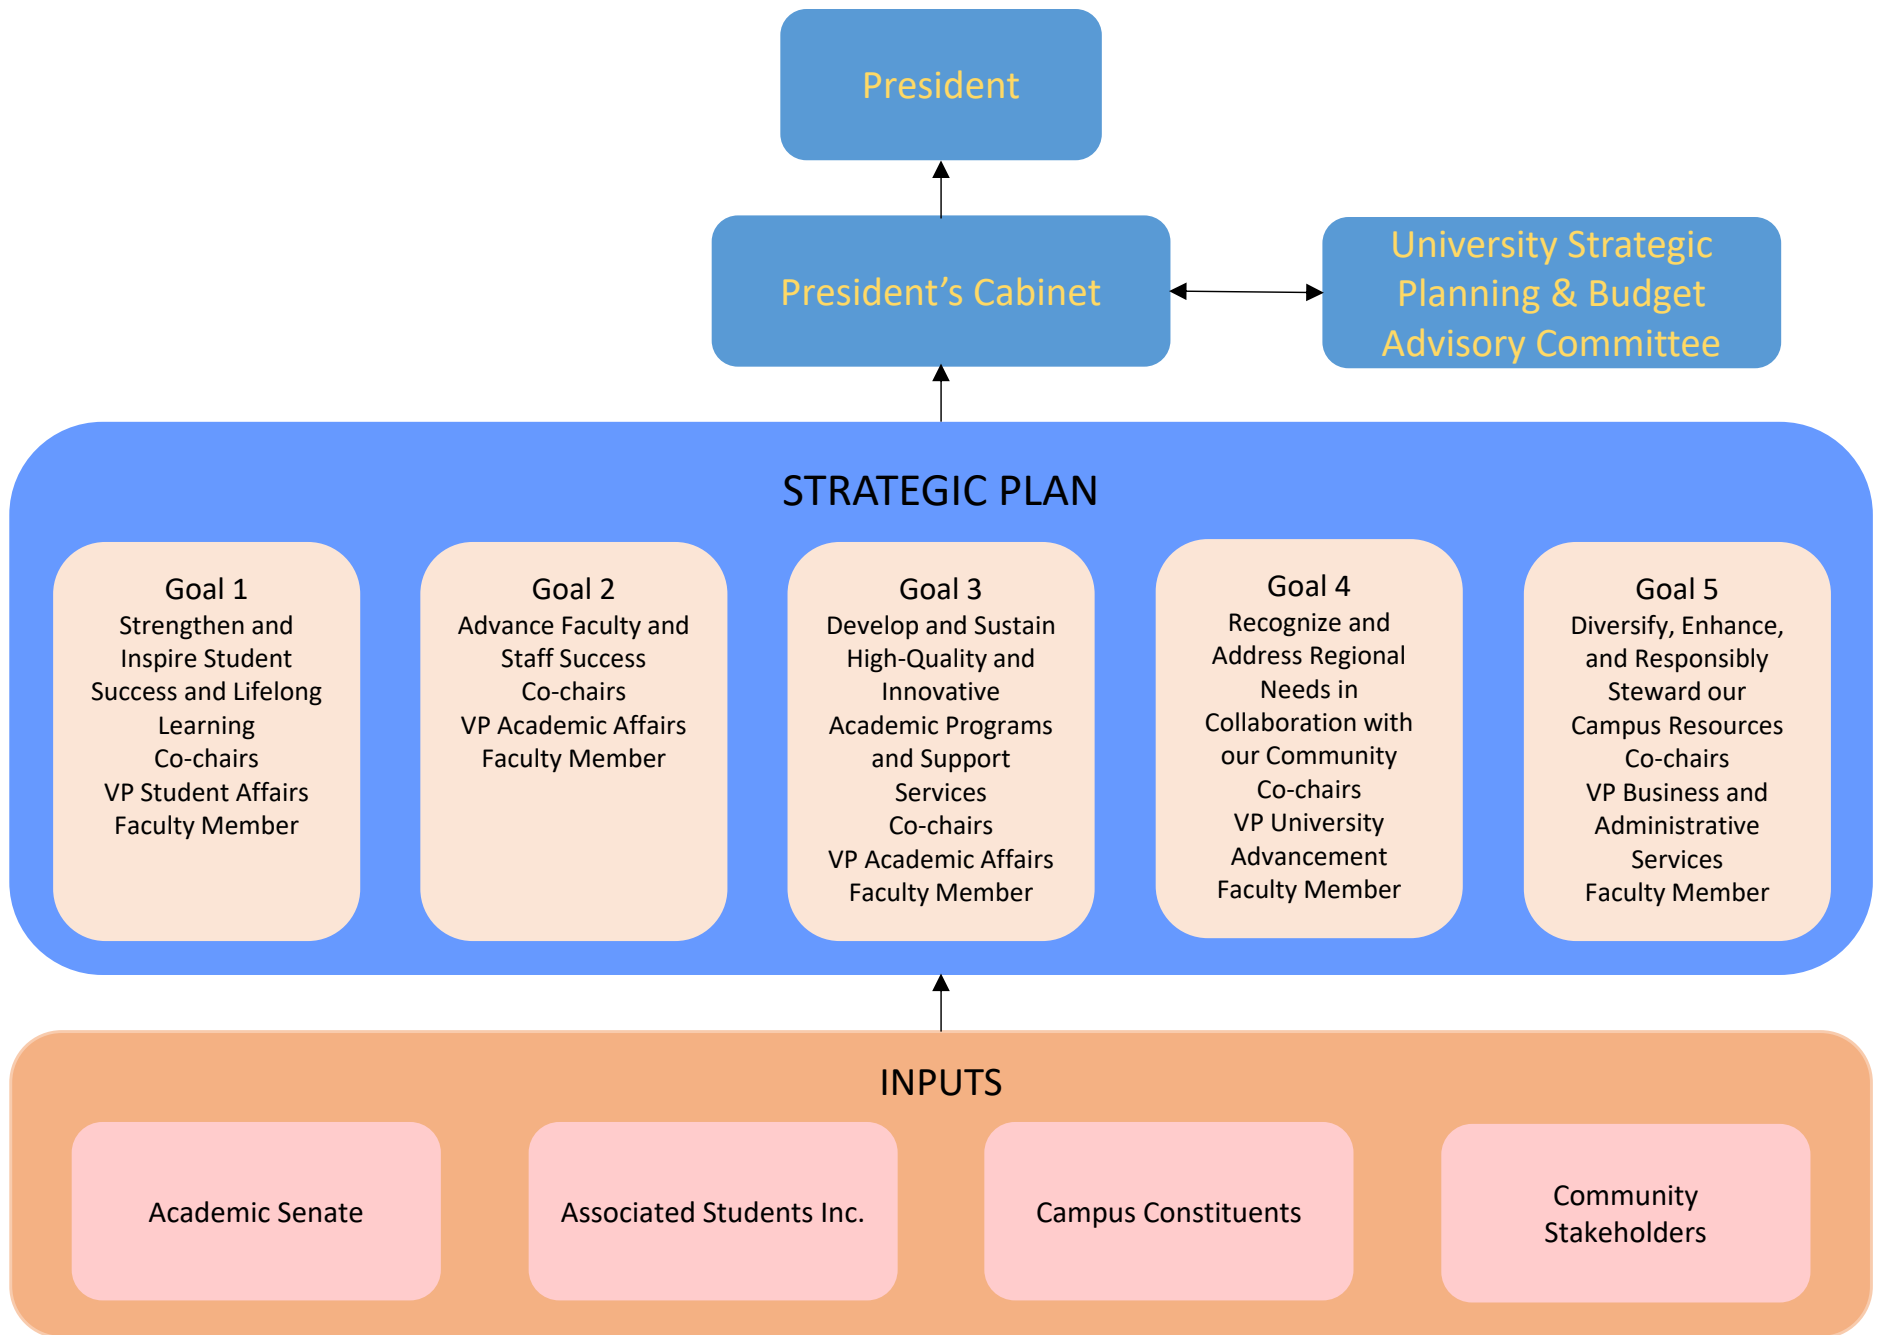 President
President’s Cabinet
University Strategic
Planning & Budget
Advisory Committee
STRATEGIC PLAN
Goal 1
Strengthen and
Inspire Student
Success and Lifelong
Learning
Co-chairs
VP Student Affairs
Faculty Member
Goal 2
Advance Faculty and
Staff Success
Co-chairs
VP Academic Affairs
Faculty Member
Goal 3
Develop and Sustain
High-Quality and
Innovative
Academic Programs
and Support
Services
Co-chairs
VP Academic Affairs
Faculty Member
Goal 4
Recognize and
Address Regional
Needs in
Collaboration with
our Community
Co-chairs
VP University
Advancement
Faculty Member
Goal 5
Diversify, Enhance,
and Responsibly
Steward our
Campus Resources
Co-chairs
VP Business and
Administrative
Services
Faculty Member
INPUTS
Academic Senate
Associated Students Inc.
Campus Constituents
Community
Stakeholders